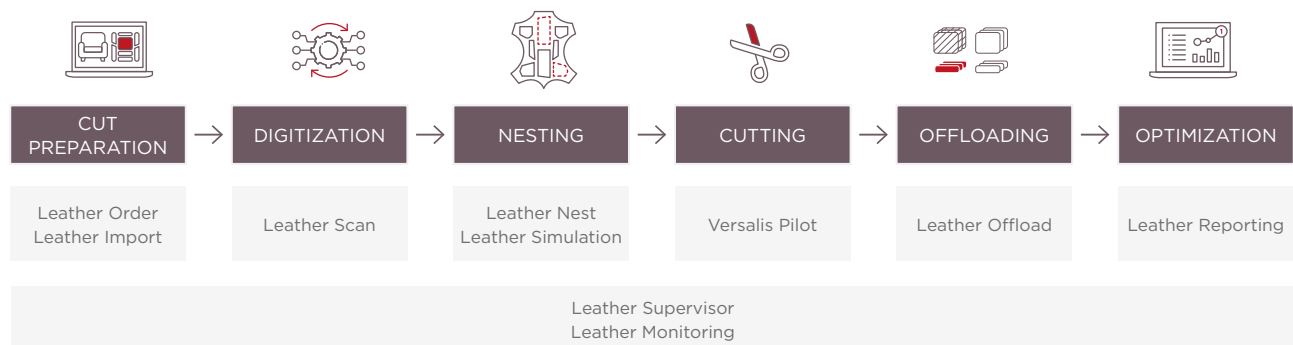 CUT
PREPARATION
DIGITIZATION
NESTING
CUTTING
OFFLOADING
OPTIMIZATION
Leather Order
Leather Import
Leather Scan
Leather Nest
Leather Simulation
Versalis Pilot
Leather Offload
Leather Reporting
Leather Supervisor
Leather Monitoring